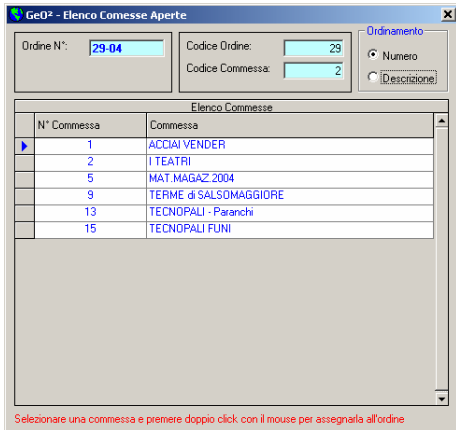 GeO² - Elenco Comesse Aperte
Ordine N°: 29-04
Codice Ordine: 29
Codice Commessa: 2
Ordinamento
Numero
Descrizione
Elenco Commesse
N° Commessa Commessa
1 ACCIAI VENDER
2 I TEATRI
5 MAT.MAGAZ.2004
9 TERME di SALSOMAGGIORE
13 TECNOPALI - Paranchi
15 TECNOPALI FUNI
Selezionare una commessa e premere doppio click con il mouse per assegnarla all'ordine